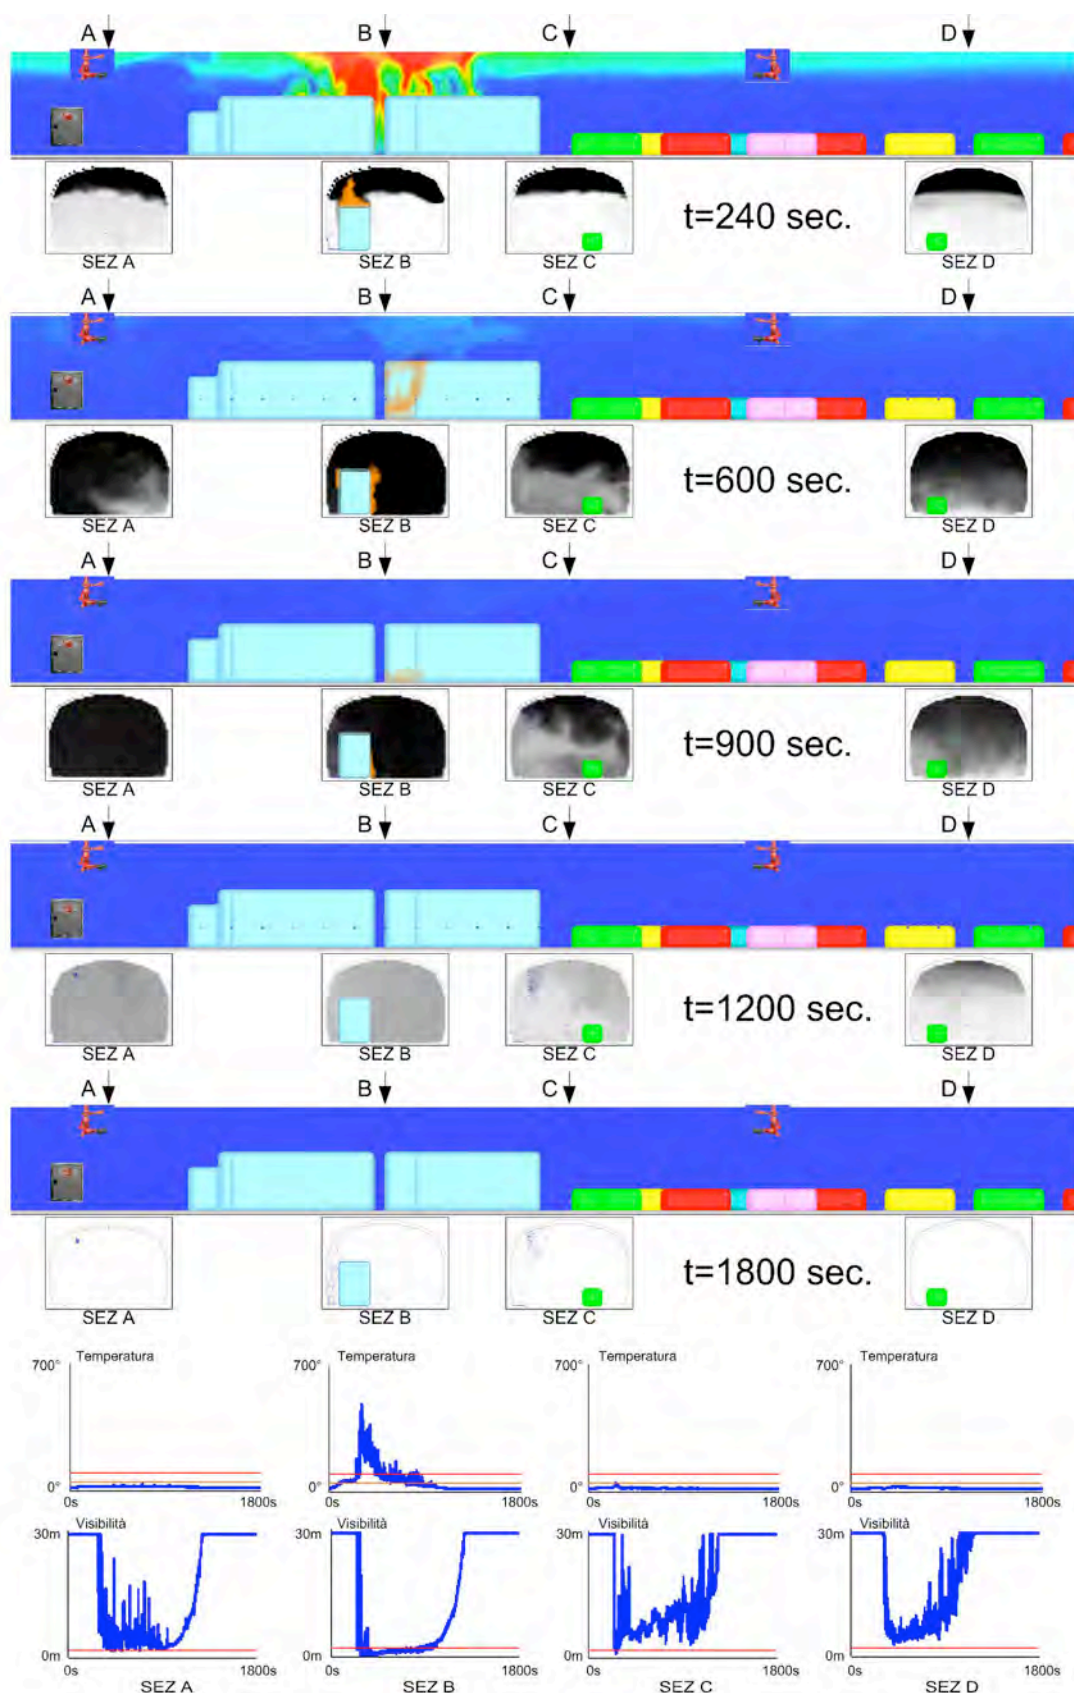 A B C D
t=240 sec.
SEZ A SEZ B SEZ C SEZ D
A B C D
t=600 sec.
SEZ A SEZ B SEZ C SEZ D
A B C D
t=900 sec.
SEZ A SEZ B SEZ C SEZ D
A B C D
t=1200 sec.
SEZ A SEZ B SEZ C SEZ D
A B C D
t=1800 sec.
SEZ A SEZ B SEZ C SEZ D
Temperatura Temperatura Temperatura Temperatura
700° 700° 700° 700°
0° 0° 0° 0°
0s 1800s 0s 1800s 0s 1800s 0s 1800s
Visibilità Visibilità Visibilità Visibilità
30m 30m 30m 30m
0m 0m 0m 0m
0s 1800s 0s 1800s 0s 1800s 0s 1800s
SEZ A SEZ B SEZ C SEZ D